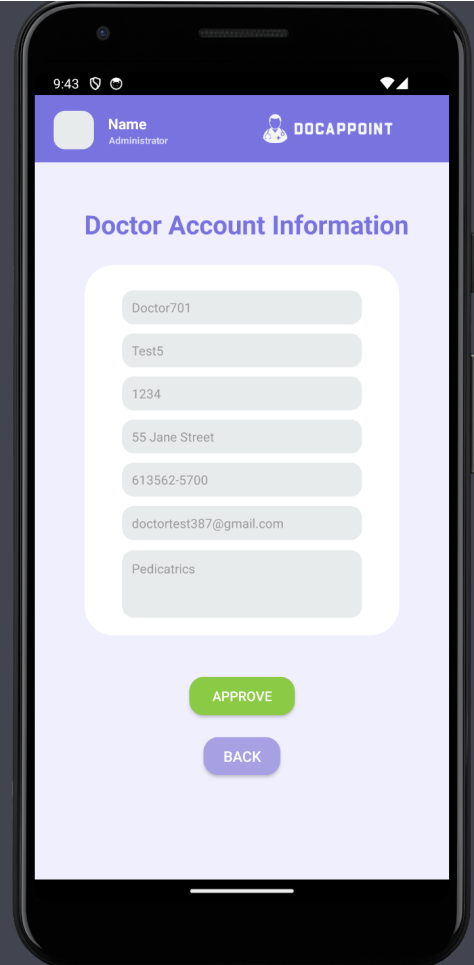 9:43
Name
Administrator
DOCAPPOINT
Doctor Account Information
Doctor701
Test5
1234
55 Jane Street
613562-5700
doctortest387@gmail.com
Pedicatrics
APPROVE
BACK